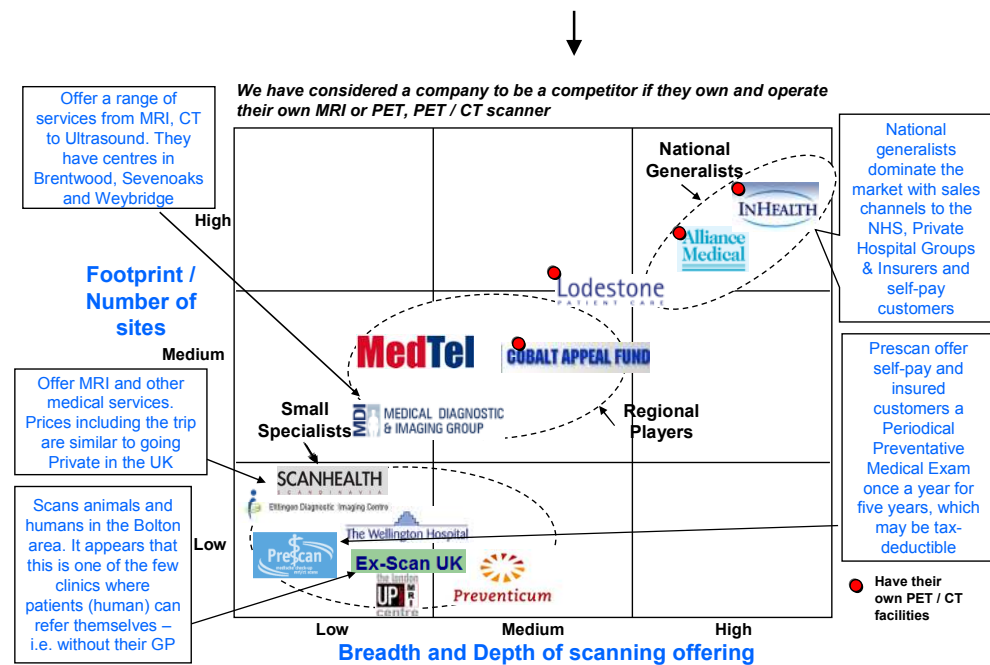 We have considered a company to be a competitor if they own and operate
their own MRI or PET, PET / CT scanner
Offer a range of
services from MRI, CT
to Ultrasound. They
have centres in
Brentwood, Sevenoaks
and Weybridge
National
Generalists
National
generalists
dominate the
market with sales
channels to the
NHS, Private
Hospital Groups
& Insurers and
self-pay
customers
High
INHEALTH
Alliance
Medical
Footprint /
Number of
sites
Lodestone
PATIENT CARE
MedTel
COBALT APPEAL FUND
Medium
Offer MRI and other
medical services.
Prices including the trip
are similar to going
Private in the UK
Small
Specialists
MDI
MEDICAL DIAGNOSTIC
& IMAGING GROUP
Regional
Players
Prescan offer
self-pay and
insured
customers a
Periodical
Preventative
Medical Exam
once a year for
five years, which
may be tax-
deductible
SCANHEALTH
SCANDINAVIA
Diagnostic Imaging Centre
Scans animals and
humans in the Bolton
area. It appears that
this is one of the few
clinics where
patients (human) can
refer themselves –
i.e. without their GP
Low
The Wellington Hospital
PreScan
Ex-Scan UK
the london
UP
MRI
centre
Preventicum
Have their
own PET / CT
facilities
Low
Medium
High
Breadth and Depth of scanning offering